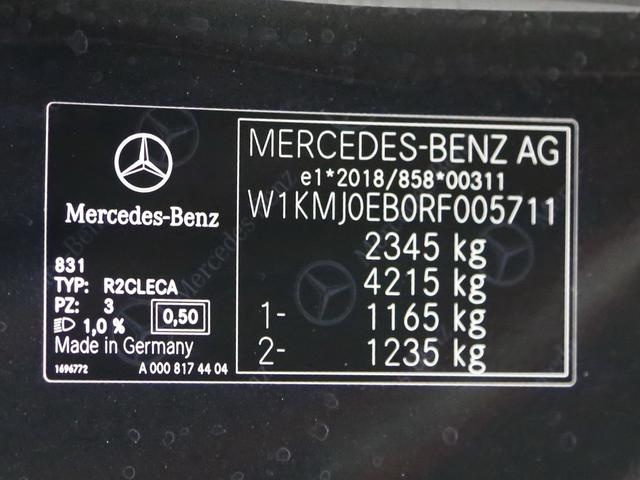 Mercedes-Benz
831
TYP: R2CLECA
PZ: 3
1,0 % 0,50
Made in Germany
1696772 A 000 817 44 04
MERCEDES-BENZ AG
e1*2018/858*00311
W1KMJ0EB0RF005711
2345 kg
4215 kg
1- 1165 kg
2- 1235 kg